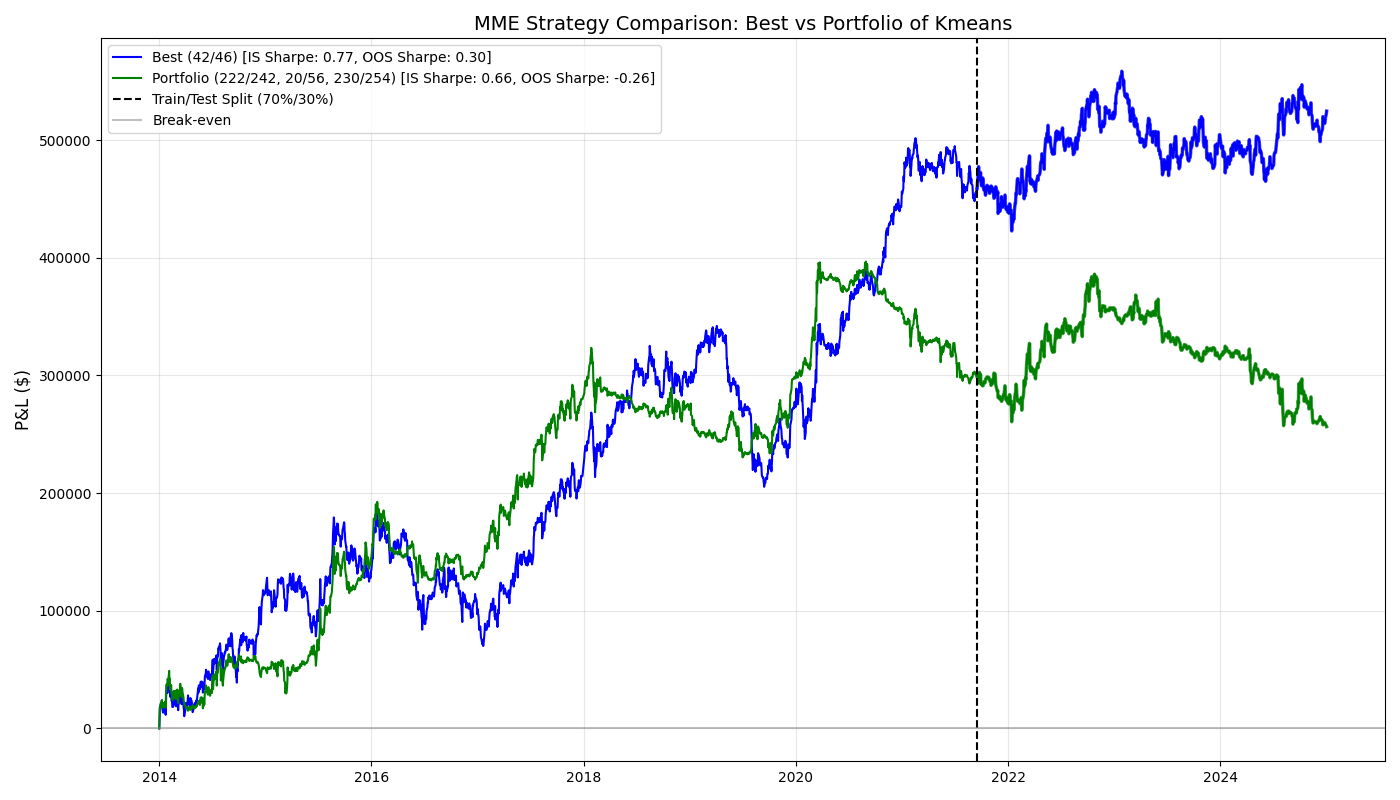 MME Strategy Comparison: Best vs Portfolio of Kmeans
Best (42/46) [IS Sharpe: 0.77, OOS Sharpe: 0.30]
Portfolio (222/242, 20/56, 230/254) [IS Sharpe: 0.66, OOS Sharpe: -0.26]
Train/Test Split (70%/30%)
Break-even
P&L ($)
500000
400000
300000
200000
100000
0
2014 2016 2018 2020 2022 2024